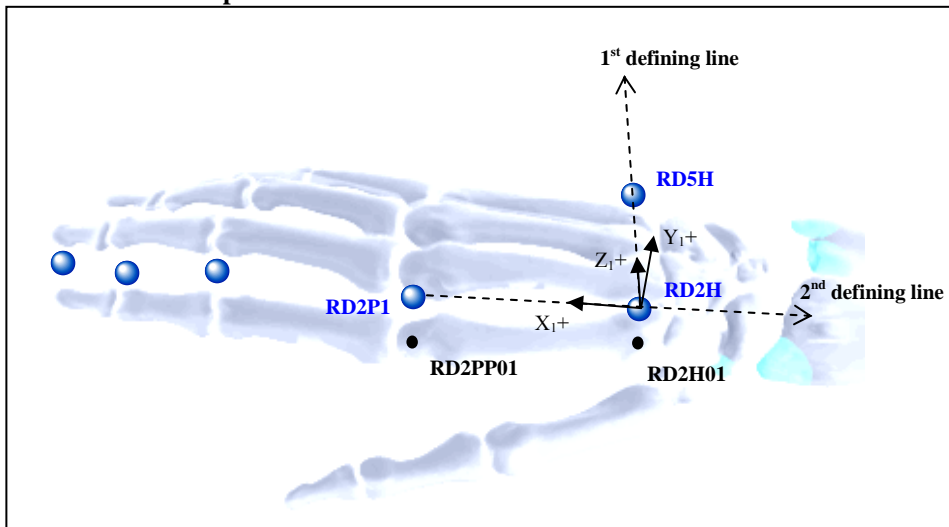 1st defining line
RD5H
Y1+
Z1+
RD2H
RD2P1
2nd defining line
X1+
RD2PP01
RD2H01